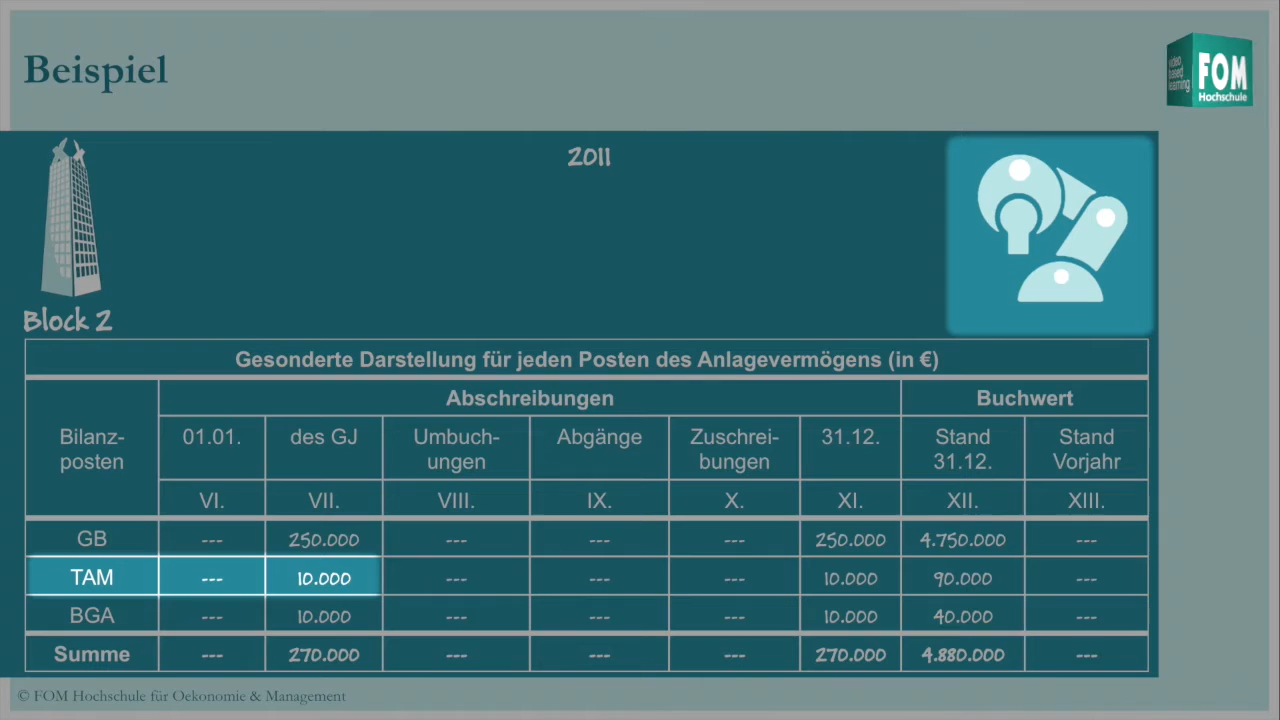 Beispiel
video based elearning FOM Hochschule
2011
Block 2
Gesonderte Darstellung für jeden Posten des Anlagevermögens (in €)
Bilanz-posten Abschreibungen Buchwert
01.01. des GJ Umbuch-ungen Abgänge Zuschrei-bungen 31.12. Stand 31.12. Stand Vorjahr
VI. VII. VIII. IX. X. XI. XII. XIII.
GB --- 250.000 --- --- --- 250.000 4.750.000 ---
TAM --- 10.000 --- --- --- 10.000 90.000 ---
BGA --- 10.000 --- --- --- 10.000 40.000 ---
Summe --- 270.000 --- --- --- 270.000 4.880.000 ---
© FOM Hochschule für Oekonomie & Management